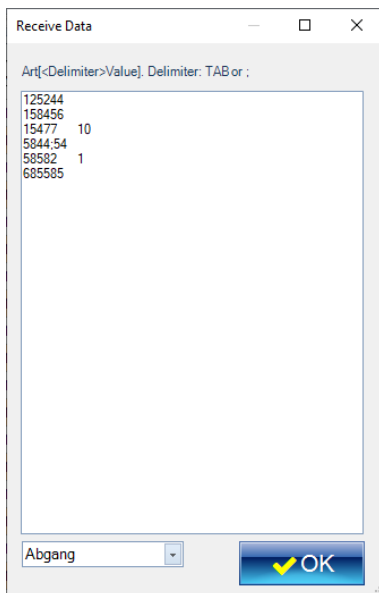 Receive Data
Art[<Delimiter>Value]. Delimiter: TAB or ;
125244
158456
15477	10
5844;54
58582	1
685585
Abgang
OK